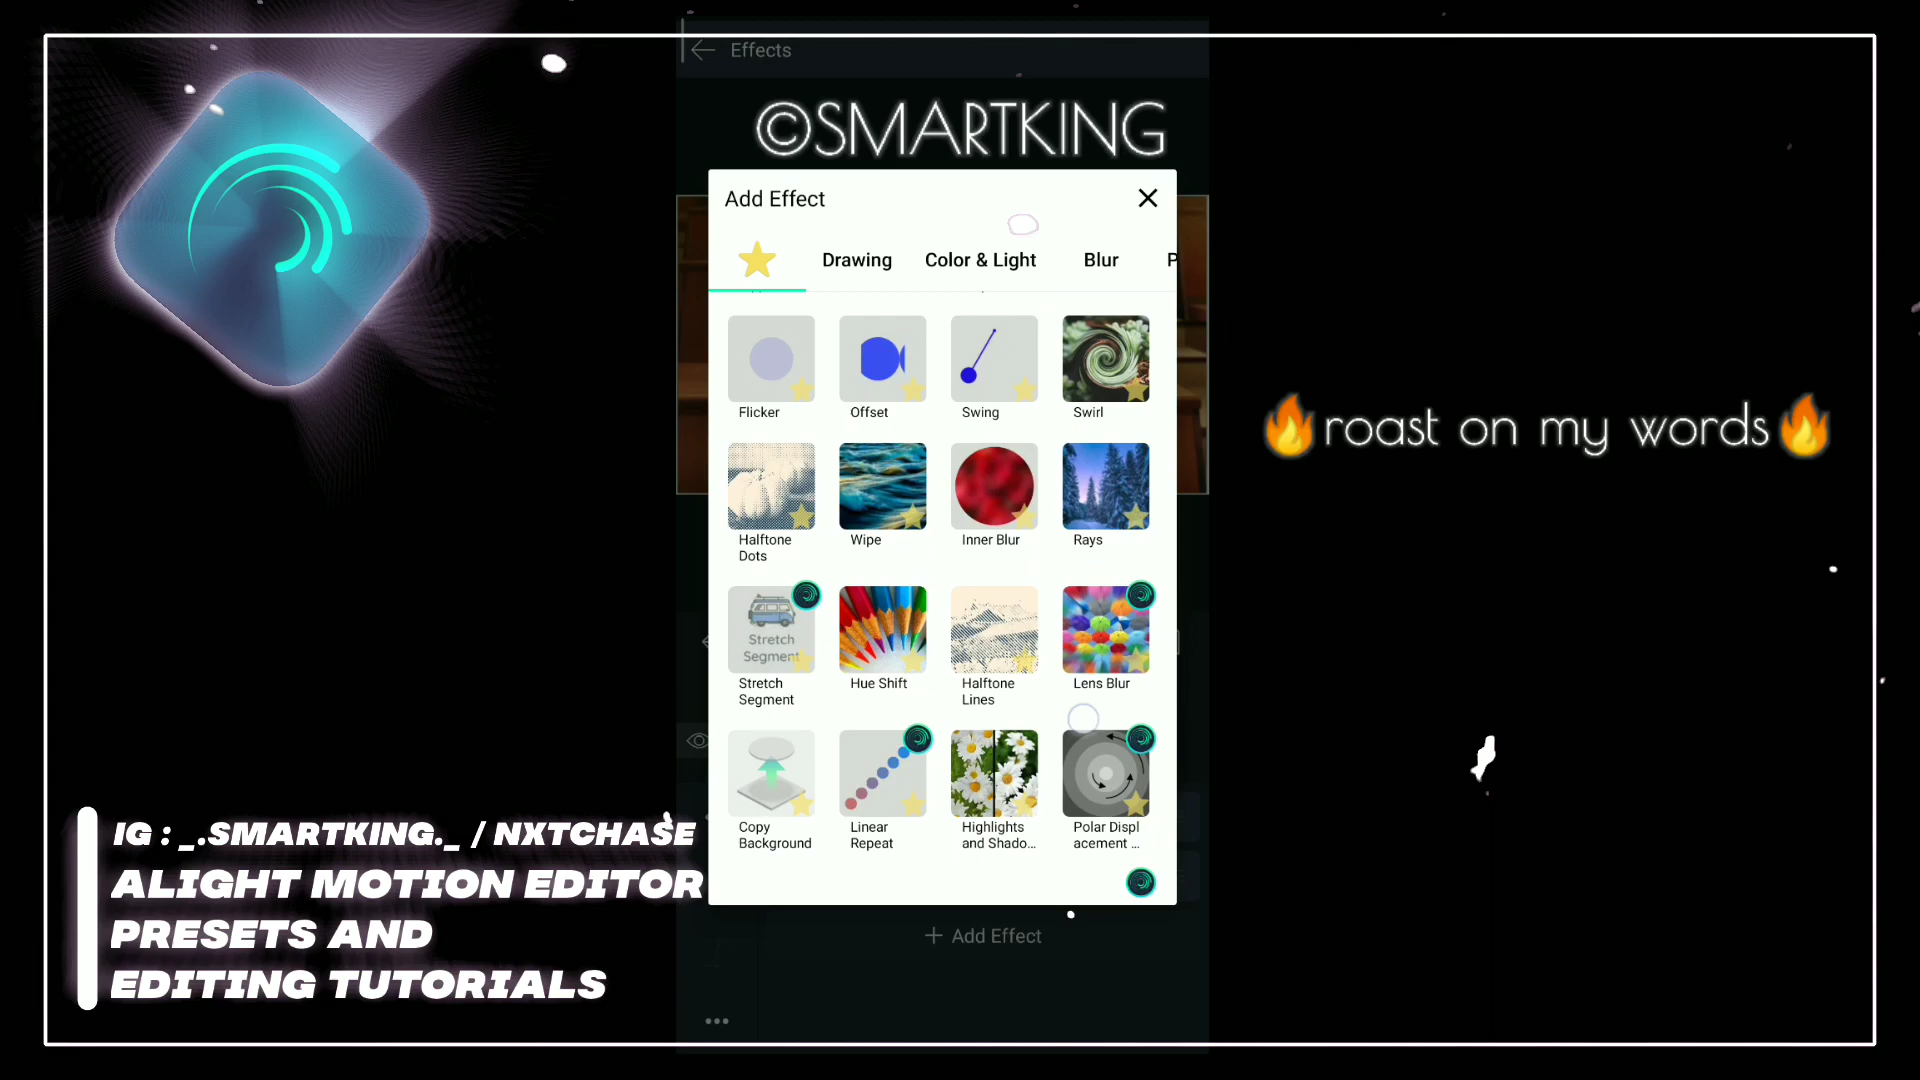 Effects
©SMARTKING
Add Effect
Drawing
Color & Light
Blur
P
Flicker
Offset
Swing
Swirl
Halftone
Dots
Wipe
Inner Blur
Rays
Stretch
Segment
Stretch
Segment
Hue Shift
Halftone
Lines
Lens Blur
Copy
Background
Linear
Repeat
Highlights
and Shado...
Polar Displ
acement ...
+ Add Effect
🔥roast on my words🔥
IG : _.SMARTKING._ / NXTCHASE
ALIGHT MOTION EDITOR
PRESETS AND
EDITING TUTORIALS